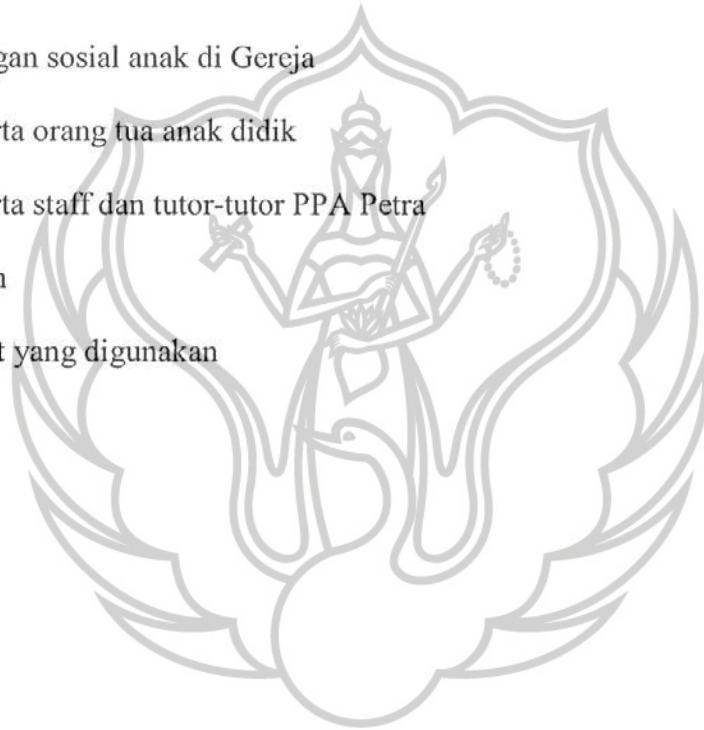 gan sosial anak di Gereja
rta orang tua anak didik
rta staff dan tutor-tutor PPA Petra
n
t yang digunakan